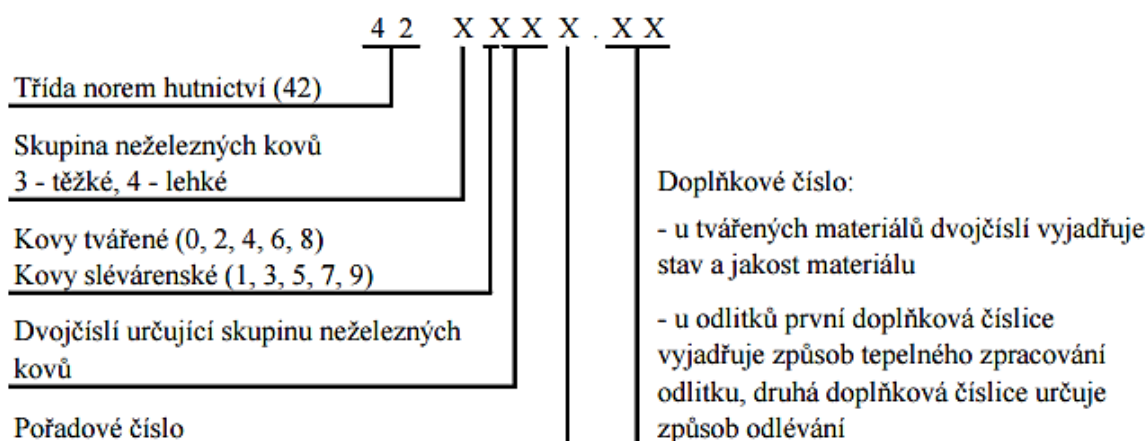 4 2 X X X X . X X
Třída norem hutnictví (42)
Skupina neželezných kovů
3 - těžké, 4 - lehké
Kovy tvářené (0, 2, 4, 6, 8)
Kovy slévárenské (1, 3, 5, 7, 9)
Dvojčíslí určující skupinu neželezných
kovů
Pořadové číslo
Doplňkové číslo:
- u tvářených materiálů dvojčíslí vyjadřuje
stav a jakost materiálu
- u odlitků první doplňková číslice
vyjadřuje způsob tepelného zpracování
odlitku, druhá doplňková číslice určuje
způsob odlévání